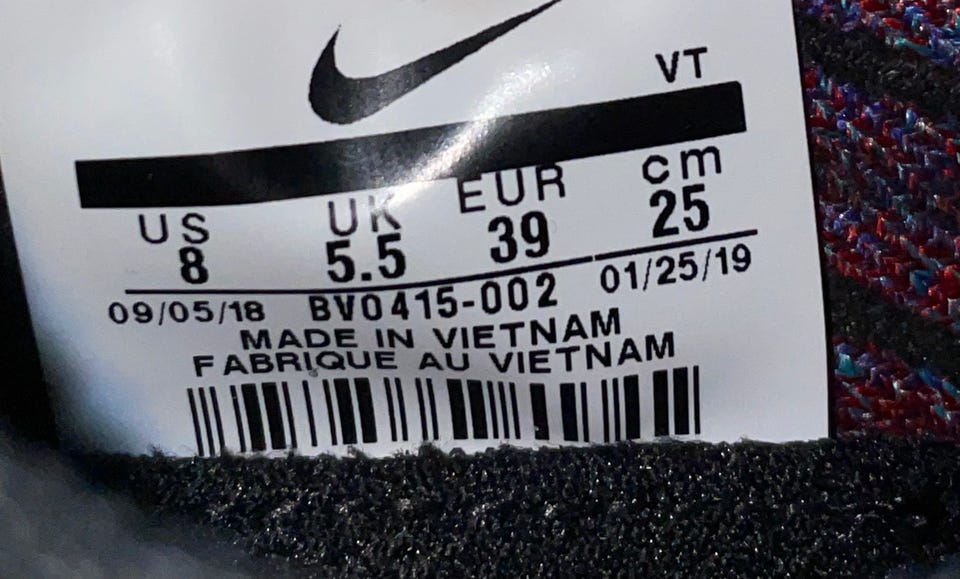 VT
US UK EUR cm
8 5.5 39 25
09/05/18 BV0415-002 01/25/19
MADE IN VIETNAM
FABRIQUE AU VIETNAM